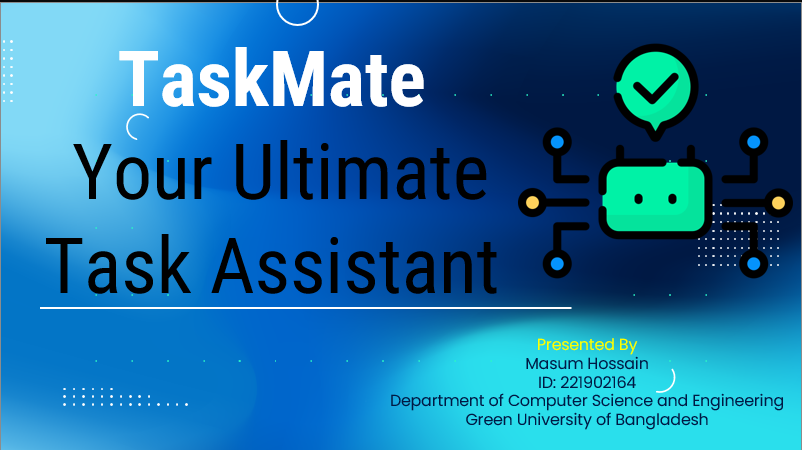 TaskMate
Your Ultimate
Task Assistant
Presented By
Masum Hossain
ID: 221902164
Department of Computer Science and Engineering
Green University of Bangladesh